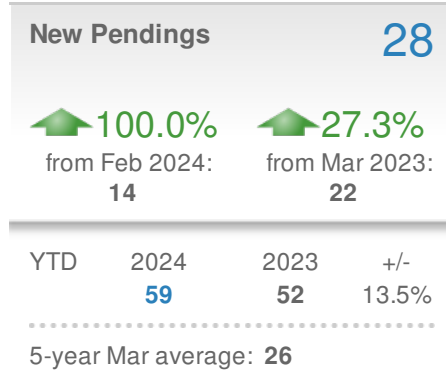 New Pendings 28
100.0% 27.3%
from Feb 2024: from Mar 2023:
14 22
YTD 2024 2023 +/-
59 52 13.5%
5-year Mar average: 26